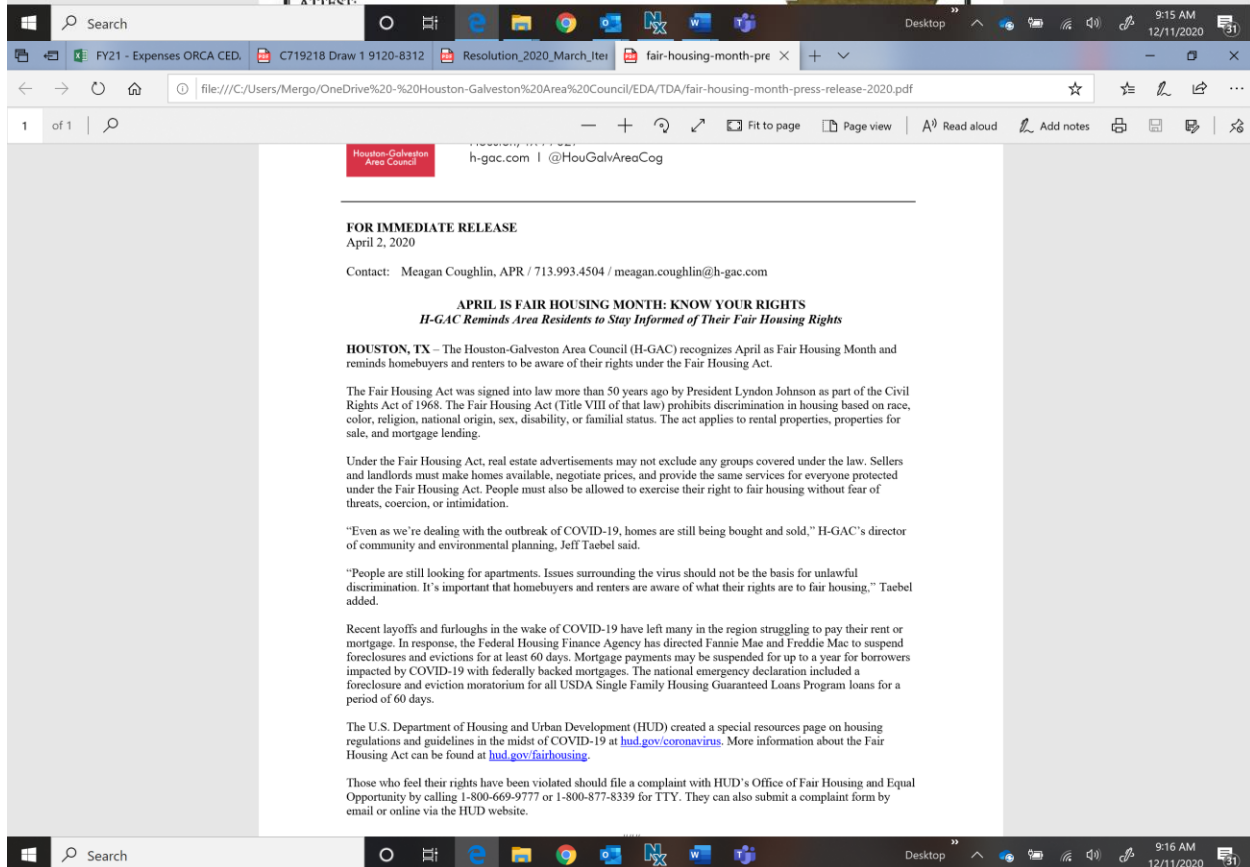 ATTEST:
Search
Desktop
9:15 AM
12/11/2020
31
FY21 - Expenses ORCA CED.
C719218 Draw 1 9120-8312
Resolution_2020_March_Iter
fair-housing-month-pre
file:///C:/Users/Mergo/OneDrive%20-%20Houston-Galveston%20Area%20Council/EDA/TDA/fair-housing-month-press-release-2020.pdf
1 of 1
Fit to page
Page view
Read aloud
Add notes
Houston-Galveston
Area Council
h-gac.com | @HouGalvAreaCog
FOR IMMEDIATE RELEASE
April 2, 2020
Contact: Meagan Coughlin, APR / 713.993.4504 / meagan.coughlin@h-gac.com
APRIL IS FAIR HOUSING MONTH: KNOW YOUR RIGHTS
H-GAC Reminds Area Residents to Stay Informed of Their Fair Housing Rights
HOUSTON, TX – The Houston-Galveston Area Council (H-GAC) recognizes April as Fair Housing Month and
reminds homebuyers and renters to be aware of their rights under the Fair Housing Act.
The Fair Housing Act was signed into law more than 50 years ago by President Lyndon Johnson as part of the Civil
Rights Act of 1968. The Fair Housing Act (Title VIII of that law) prohibits discrimination in housing based on race,
color, religion, national origin, sex, disability, or familial status. The act applies to rental properties, properties for
sale, and mortgage lending.
Under the Fair Housing Act, real estate advertisements may not exclude any groups covered under the law. Sellers
and landlords must make homes available, negotiate prices, and provide the same services for everyone protected
under the Fair Housing Act. People must also be allowed to exercise their right to fair housing without fear of
threats, coercion, or intimidation.
“Even as we’re dealing with the outbreak of COVID-19, homes are still being bought and sold,” H-GAC’s director
of community and environmental planning, Jeff Taebel said.
“People are still looking for apartments. Issues surrounding the virus should not be the basis for unlawful
discrimination. It’s important that homebuyers and renters are aware of what their rights are to fair housing,” Taebel
added.
Recent layoffs and furloughs in the wake of COVID-19 have left many in the region struggling to pay their rent or
mortgage. In response, the Federal Housing Finance Agency has directed Fannie Mae and Freddie Mac to suspend
foreclosures and evictions for at least 60 days. Mortgage payments may be suspended for up to a year for borrowers
impacted by COVID-19 with federally backed mortgages. The national emergency declaration included a
foreclosure and eviction moratorium for all USDA Single Family Housing Guaranteed Loans Program loans for a
period of 60 days.
The U.S. Department of Housing and Urban Development (HUD) created a special resources page on housing
regulations and guidelines in the midst of COVID-19 at hud.gov/coronavirus. More information about the Fair
Housing Act can be found at hud.gov/fairhousing.
Those who feel their rights have been violated should file a complaint with HUD’s Office of Fair Housing and Equal
Opportunity by calling 1-800-669-9777 or 1-800-877-8339 for TTY. They can also submit a complaint form by
email or online via the HUD website.
Search
Desktop
9:16 AM
12/11/2020
31